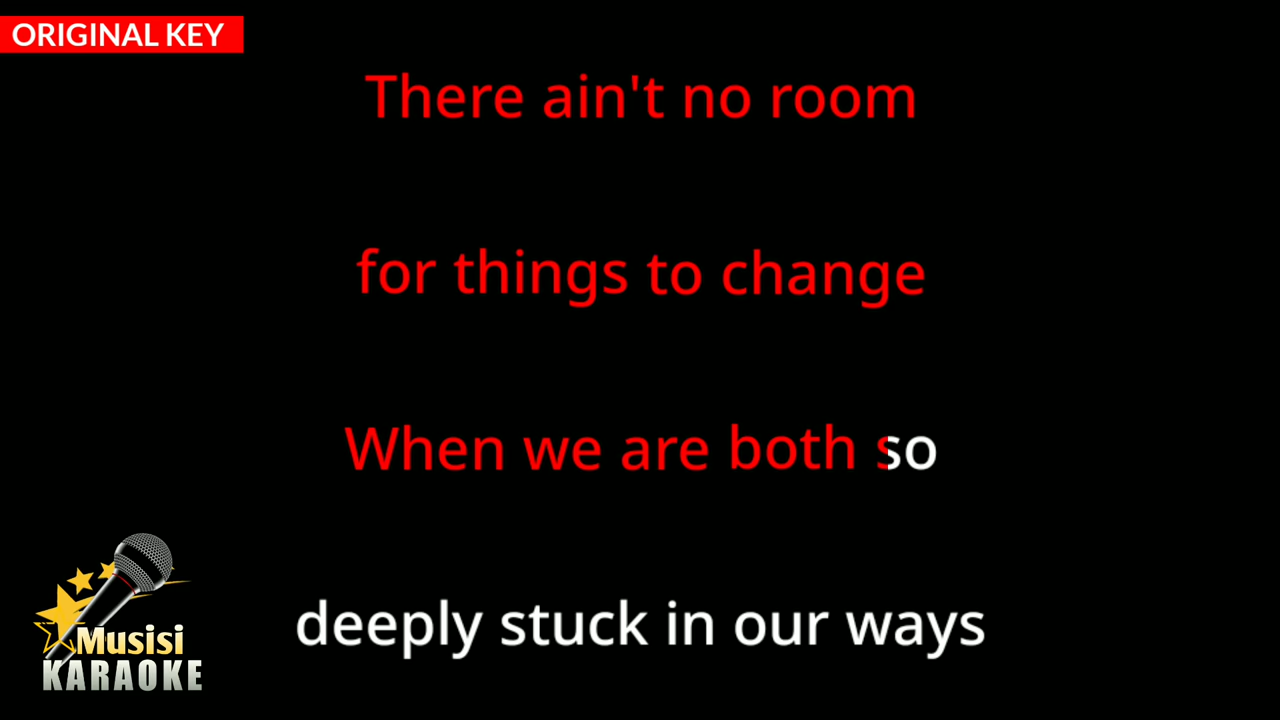 ORIGINAL KEY
There ain't no room
for things to change
When we are both so
deeply stuck in our ways
Musisi
KARAOKE